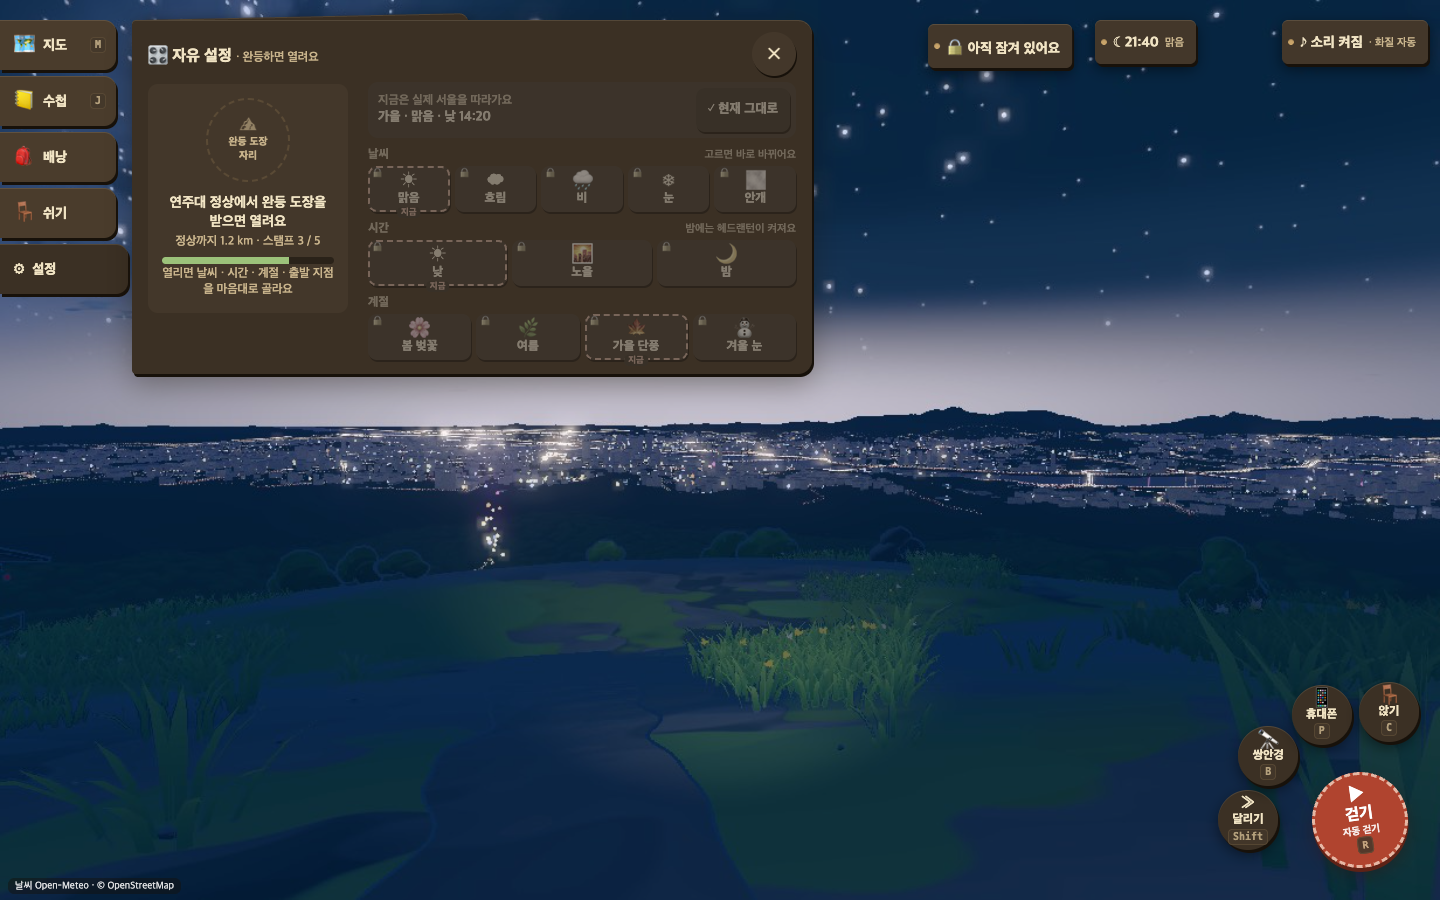 지도 M
수첩 J
배낭
쉬기
설정
자유 설정 · 완등하면 열려요
완등 도장
자리
연주대 정상에서 완등 도장을
받으면 열려요
정상까지 1.2 km · 스탬프 3 / 5
열리면 날씨 · 시간 · 계절 · 출발 지점
을 마음대로 골라요
지금은 실제 서울을 따라가요
가을 · 맑음 · 낮 14:20
✓ 현재 그대로
날씨
고르면 바로 바뀌어요
맑음
지금
흐림
비
눈
안개
시간
밤에는 헤드랜턴이 켜져요
낮
지금
노을
밤
계절
봄 벚꽃
여름
가을 단풍
지금
겨울 눈
아직 잠겨 있어요
21:40 맑음
♪ 소리 켜짐 · 화질 자동
휴대폰
P
앉기
C
쌍안경
B
달리기
Shift
걷기
자동 걷기
R
날씨 Open-Meteo · © OpenStreetMap